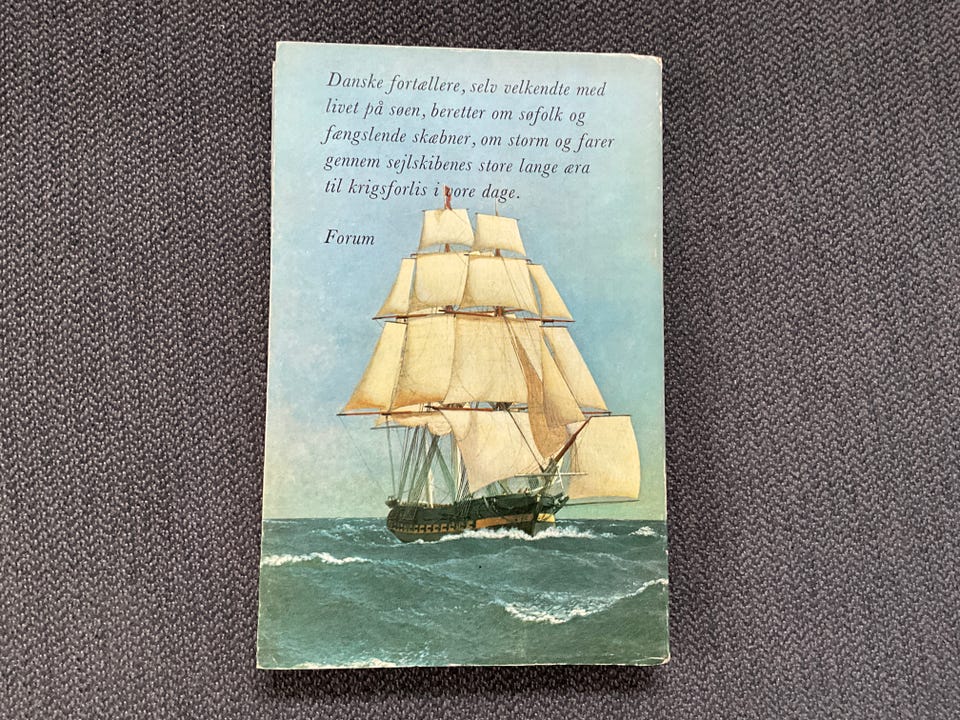 Danske fortællere, selv velkendte med
livet på søen, beretter om søfolk og
fængslende skæbner, om storm og farer
gennem sejlskibenes store lange æra
til krigsforlis i vore dage.
Forum